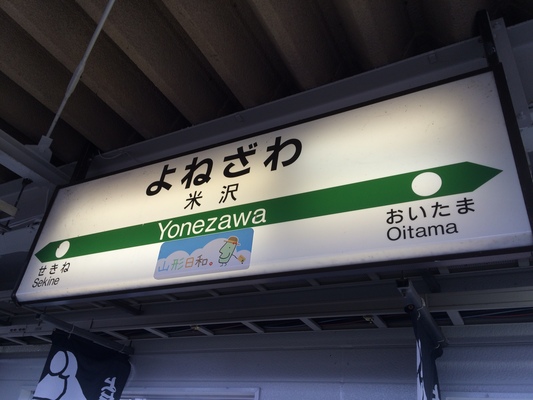 よねざわ
米沢
Yonezawa
せきね
Sekine
おいたま
Oitama
山形日和。